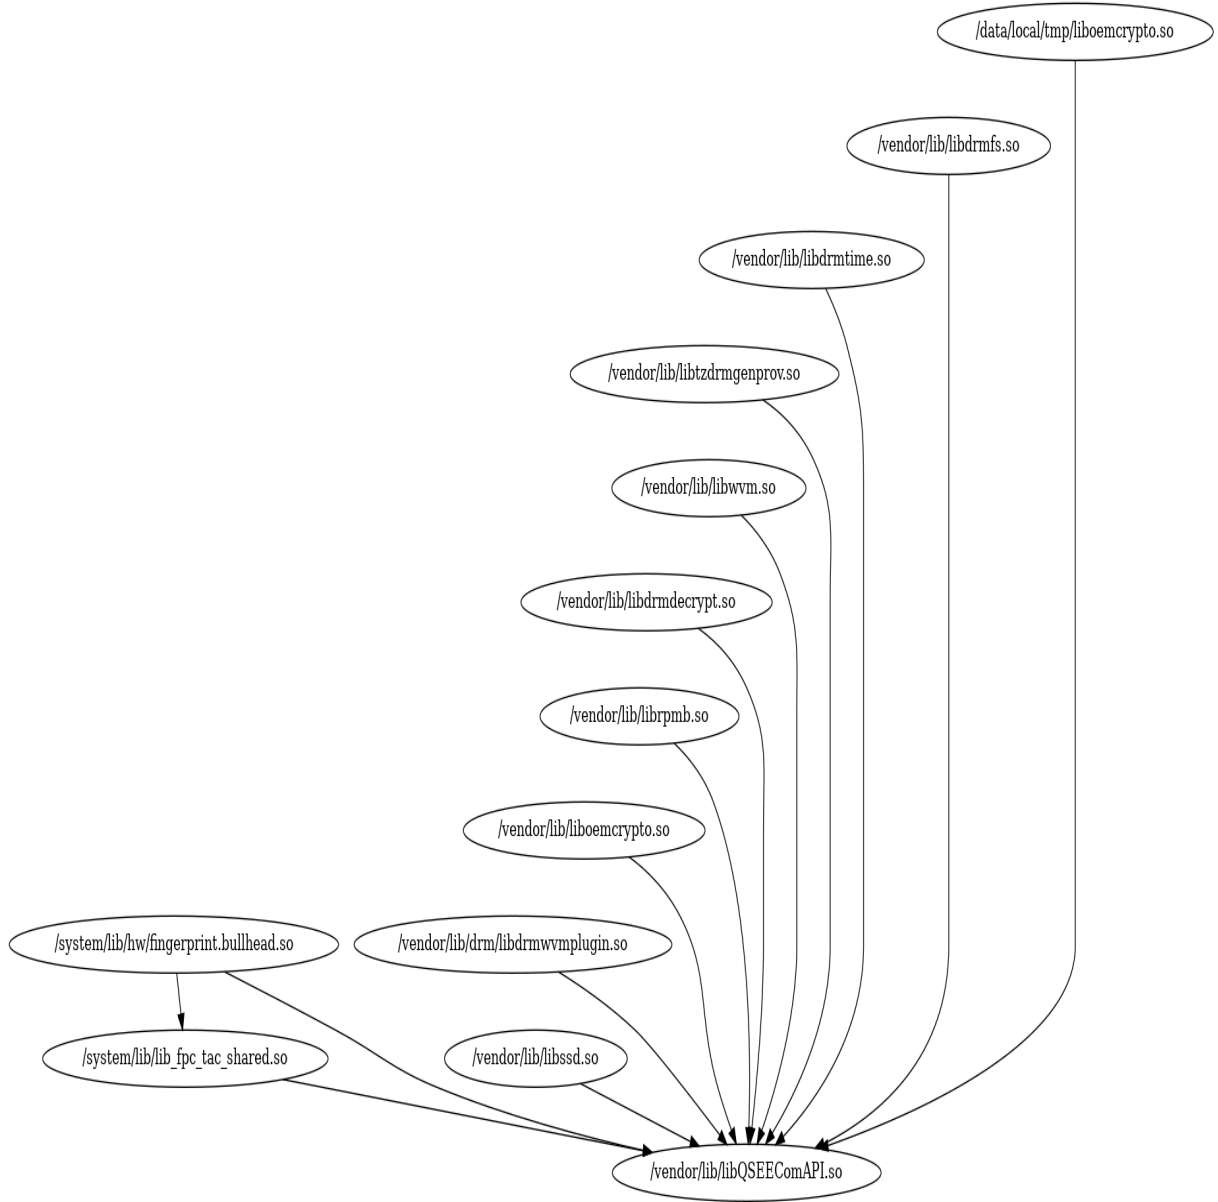 /data/local/tmp/liboemcrypto.so
/vendor/lib/libdrmfs.so
/vendor/lib/libdrmtime.so
/vendor/lib/libtzdrmgenprov.so
/vendor/lib/libwvm.so
/vendor/lib/libdrmdecrypt.so
/vendor/lib/librpmb.so
/vendor/lib/liboemcrypto.so
/system/lib/hw/fingerprint.bullhead.so
/vendor/lib/drm/libdrmwvmplugin.so
/system/lib/lib_fpc_tac_shared.so
/vendor/lib/libssd.so
/vendor/lib/libQSEEComAPI.so